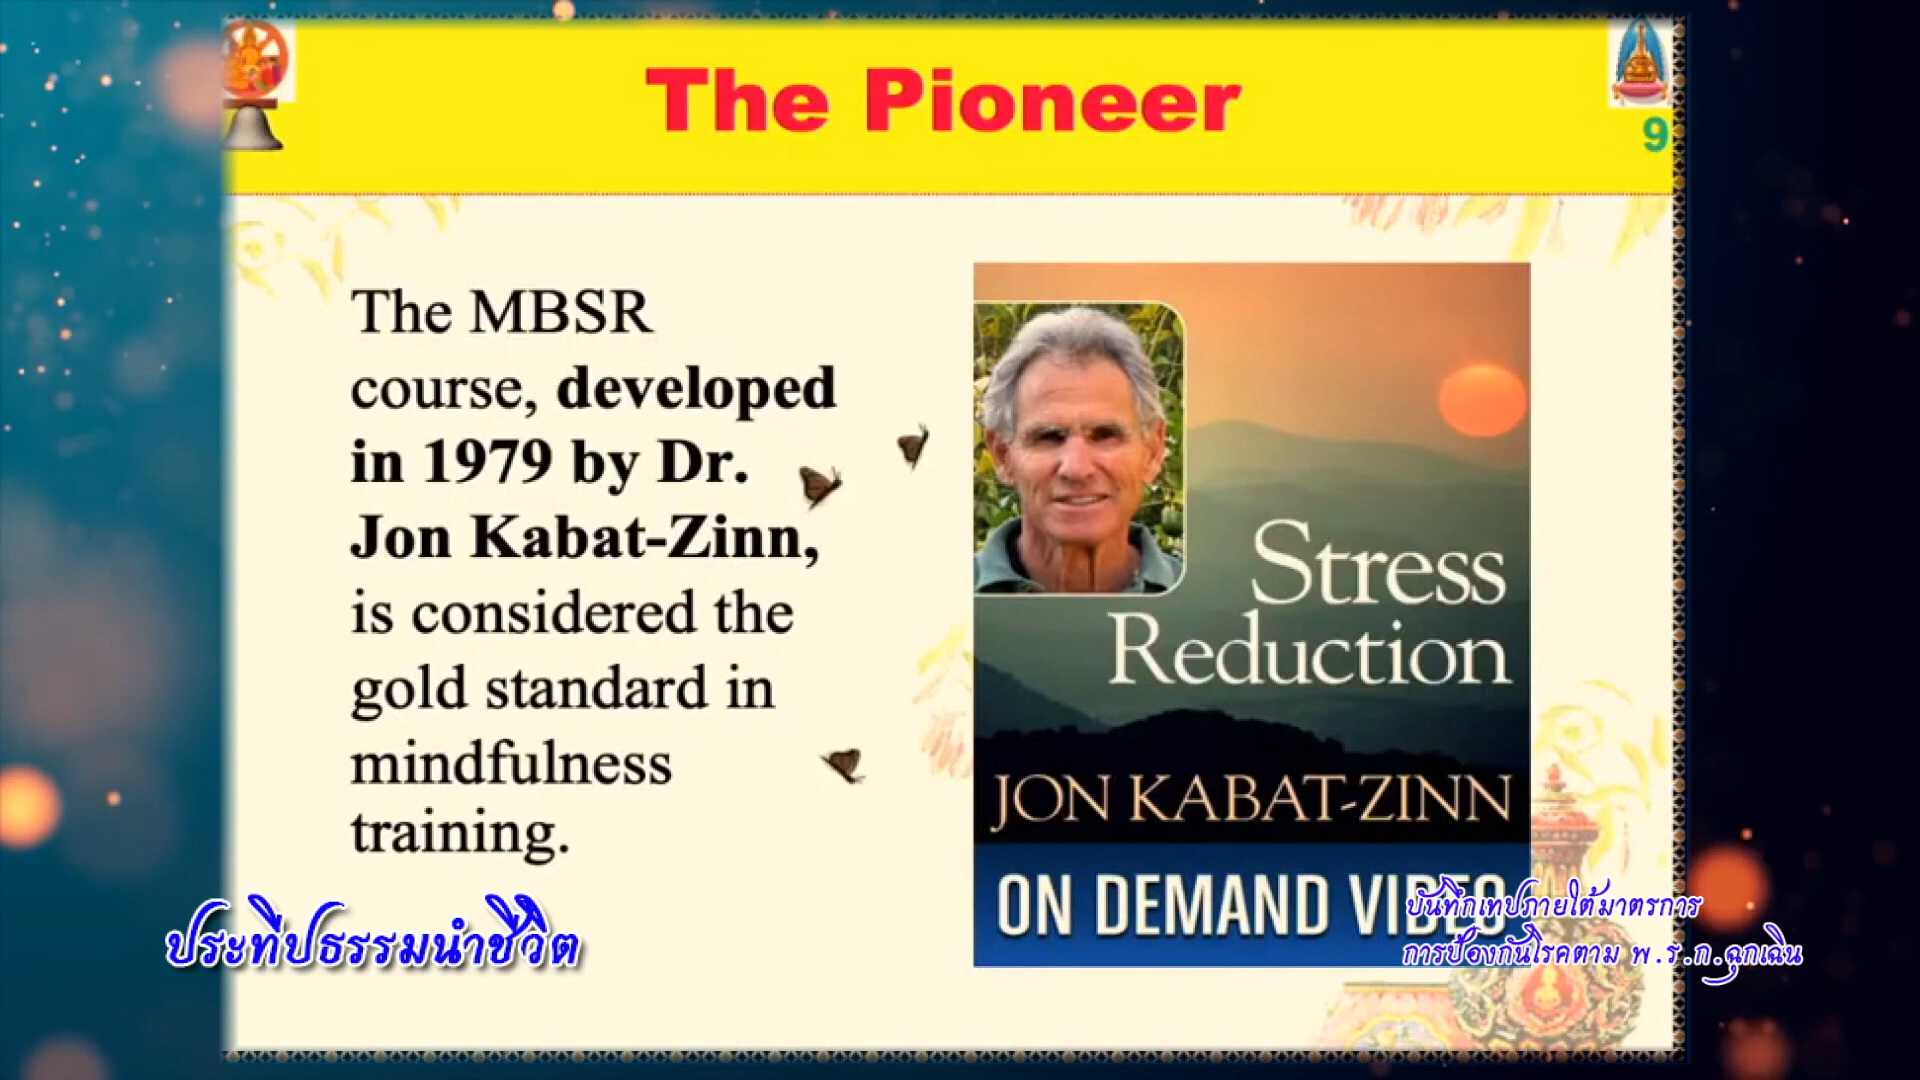 The Pioneer
9
The MBSR
course, developed
in 1979 by Dr.
Jon Kabat-Zinn,
is considered the
gold standard in
mindfulness
training.
Stress
Reduction
JON KABAT-ZINN
ON DEMAND VIDEO
ประทีปธรรมนำชีวิต
บันทึกเทปภายใต้มาตรการ
การป้องกันโรคตาม พ.ร.ก.ฉุกเฉิน